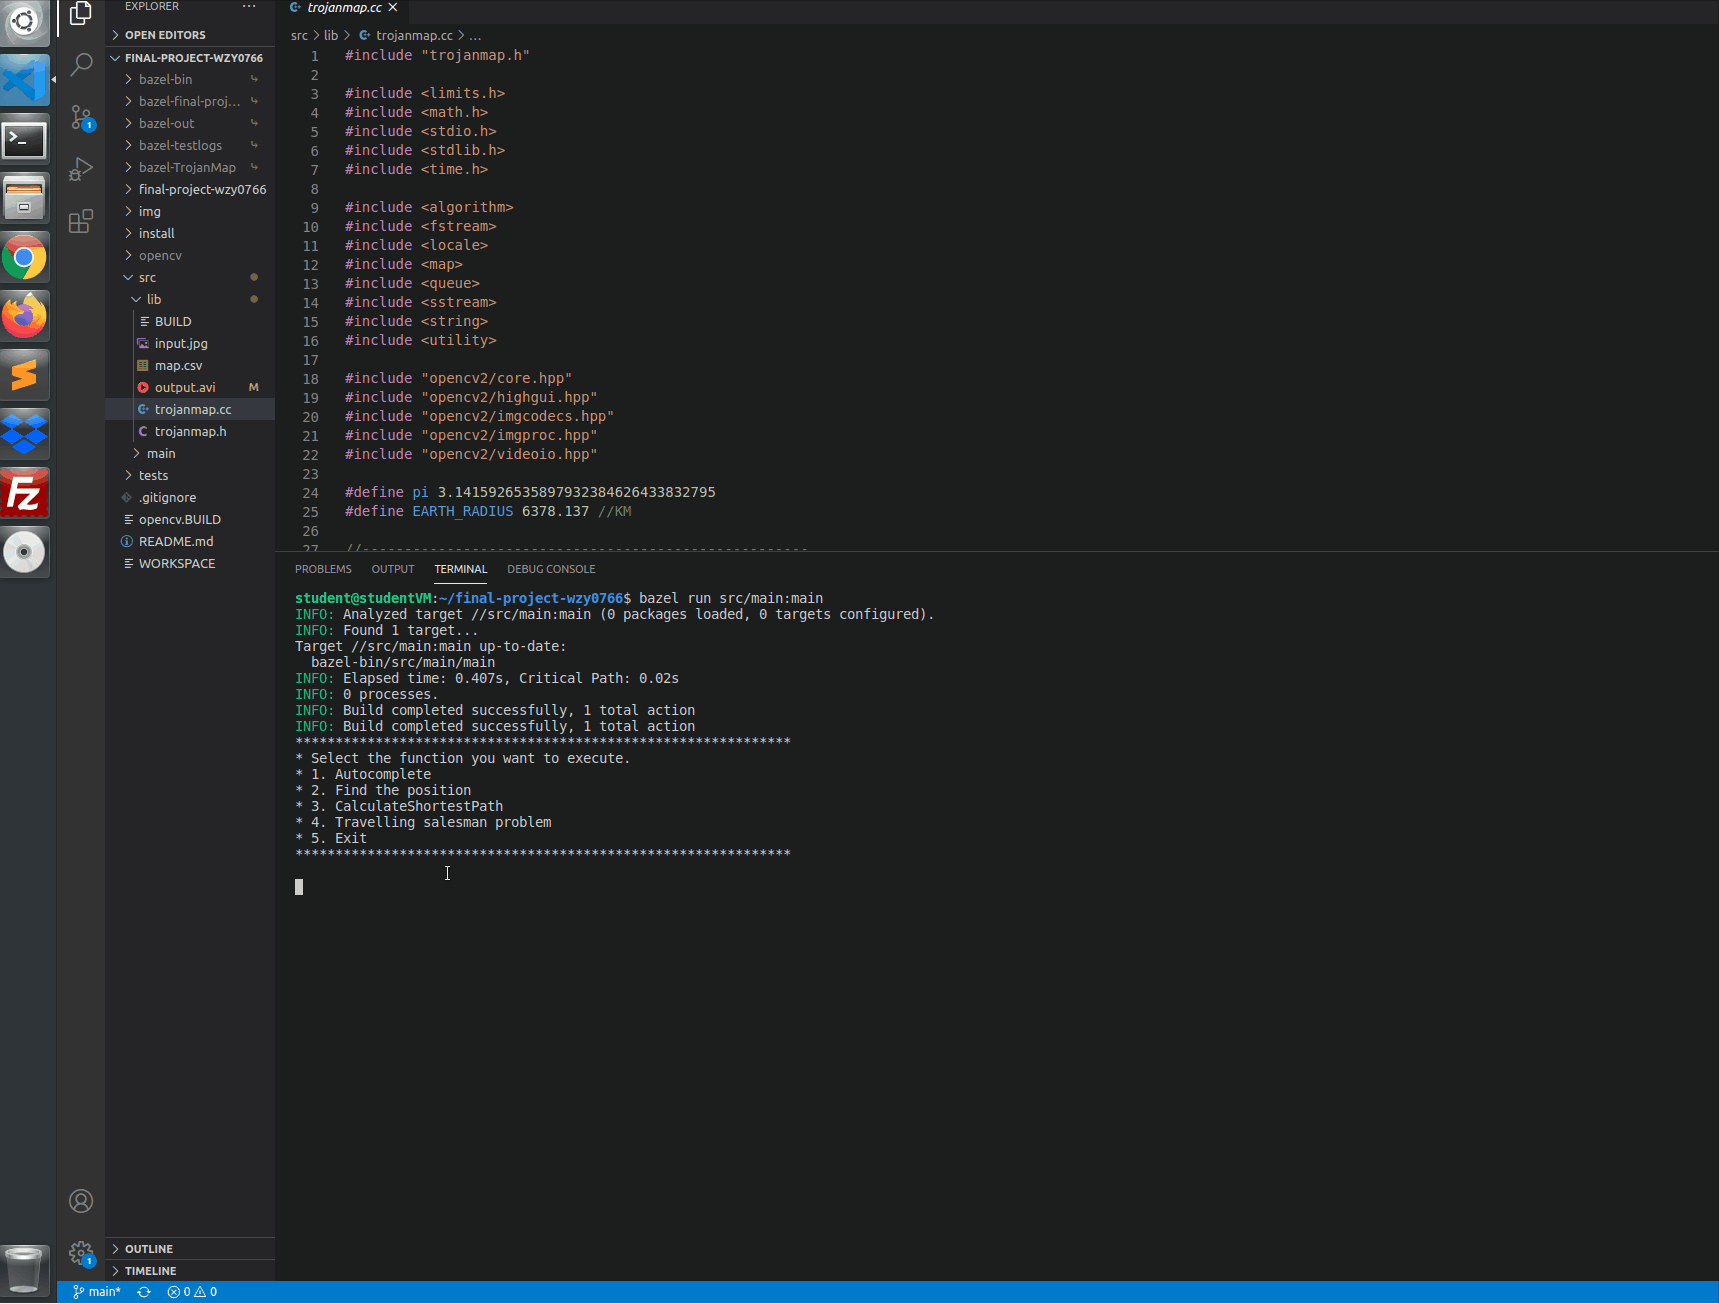 EXPLORER ···
OPEN EDITORS
FINAL-PROJECT-WZY0766
bazel-bin
bazel-final-proj...
bazel-out
bazel-testlogs
bazel-TrojanMap
final-project-wzy0766
img
install
opencv
src
lib
BUILD
input.jpg
map.csv
output.avi M
trojanmap.cc
trojanmap.h
main
tests
.gitignore
opencv.BUILD
README.md
WORKSPACE
OUTLINE
TIMELINE
1
1
trojanmap.cc
src > lib > trojanmap.cc > ...
1 #include "trojanmap.h"
2
3 #include <limits.h>
4 #include <math.h>
5 #include <stdio.h>
6 #include <stdlib.h>
7 #include <time.h>
8
9 #include <algorithm>
10 #include <fstream>
11 #include <locale>
12 #include <map>
13 #include <queue>
14 #include <sstream>
15 #include <string>
16 #include <utility>
17
18 #include "opencv2/core.hpp"
19 #include "opencv2/highgui.hpp"
20 #include "opencv2/imgcodecs.hpp"
21 #include "opencv2/imgproc.hpp"
22 #include "opencv2/videoio.hpp"
23
24 #define pi 3.1415926535897932384626433832795
25 #define EARTH_RADIUS 6378.137 //KM
26
27 //-----------------------------------------------------
PROBLEMS OUTPUT TERMINAL DEBUG CONSOLE
student@studentVM:~/final-project-wzy0766$ bazel run src/main:main
INFO: Analyzed target //src/main:main (0 packages loaded, 0 targets configured).
INFO: Found 1 target...
Target //src/main:main up-to-date:
  bazel-bin/src/main/main
INFO: Elapsed time: 0.407s, Critical Path: 0.02s
INFO: 0 processes.
INFO: Build completed successfully, 1 total action
INFO: Build completed successfully, 1 total action
**************************************************************
* Select the function you want to execute.
* 1. Autocomplete
* 2. Find the position
* 3. CalculateShortestPath
* 4. Travelling salesman problem
* 5. Exit
**************************************************************
main* 0 0